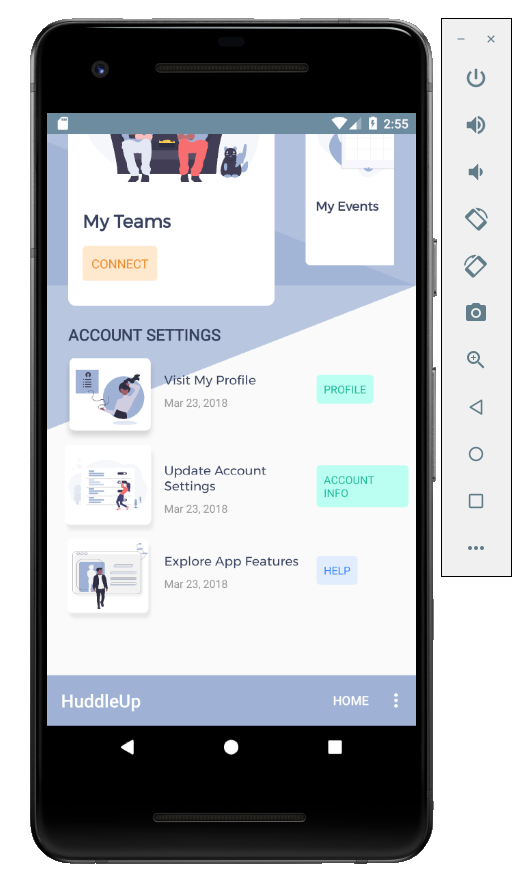 2:55
My Teams
My Events
CONNECT
ACCOUNT SETTINGS
Visit My Profile
Mar 23, 2018
PROFILE
Update Account
Settings
Mar 23, 2018
ACCOUNT
INFO
Explore App Features
Mar 23, 2018
HELP
HuddleUp
HOME